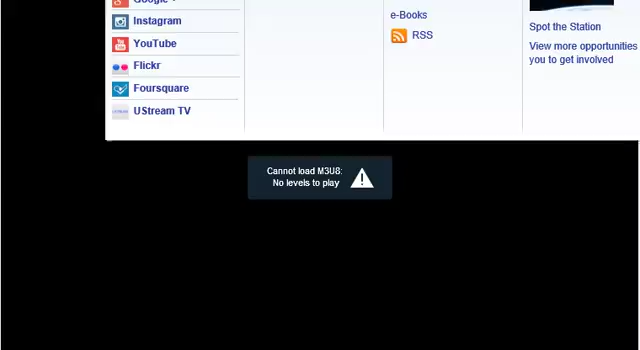 Google +
Instagram
YouTube
Flickr
Foursquare
UStream TV
e-Books
RSS
Spot the Station
View more opportunities
you to get involved
Cannot load M3U8:
No levels to play